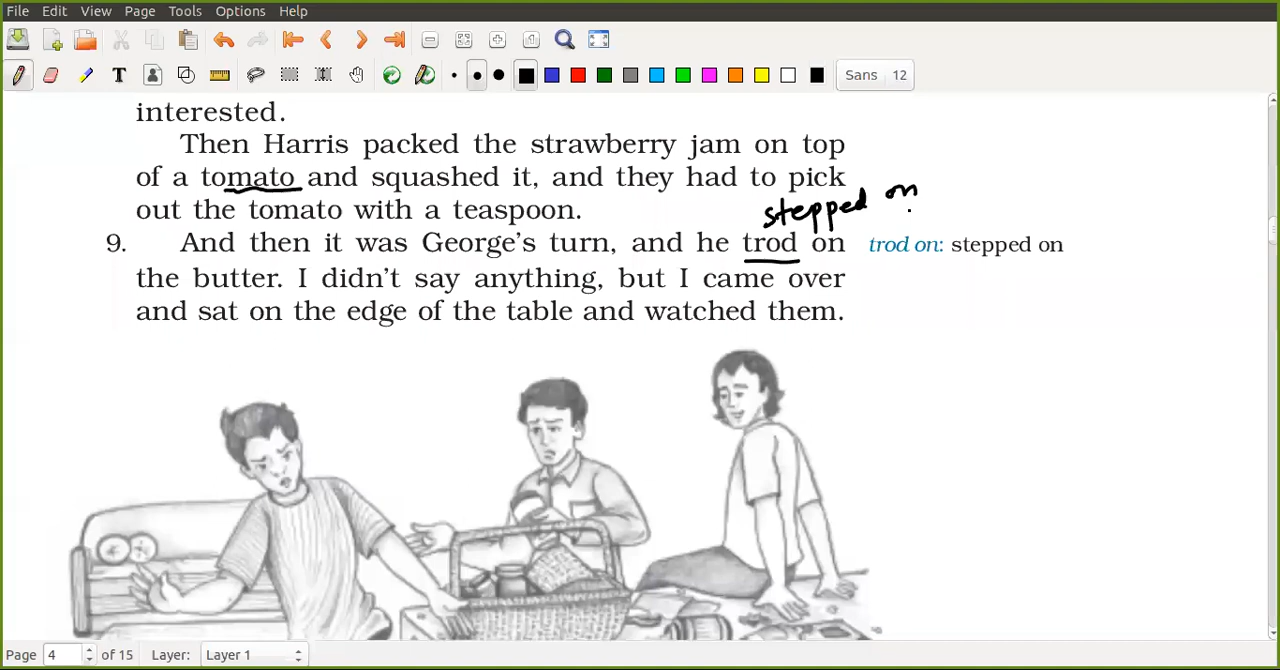 File Edit View Page Tools Options Help
T Sans 12
interested.
Then Harris packed the strawberry jam on top
of a tomato and squashed it, and they had to pick
out the tomato with a teaspoon.
stepped on
9. And then it was George's turn, and he trod on trod on: stepped on
the butter. I didn't say anything, but I came over
and sat on the edge of the table and watched them.
Page 4 of 15 Layer: Layer 1